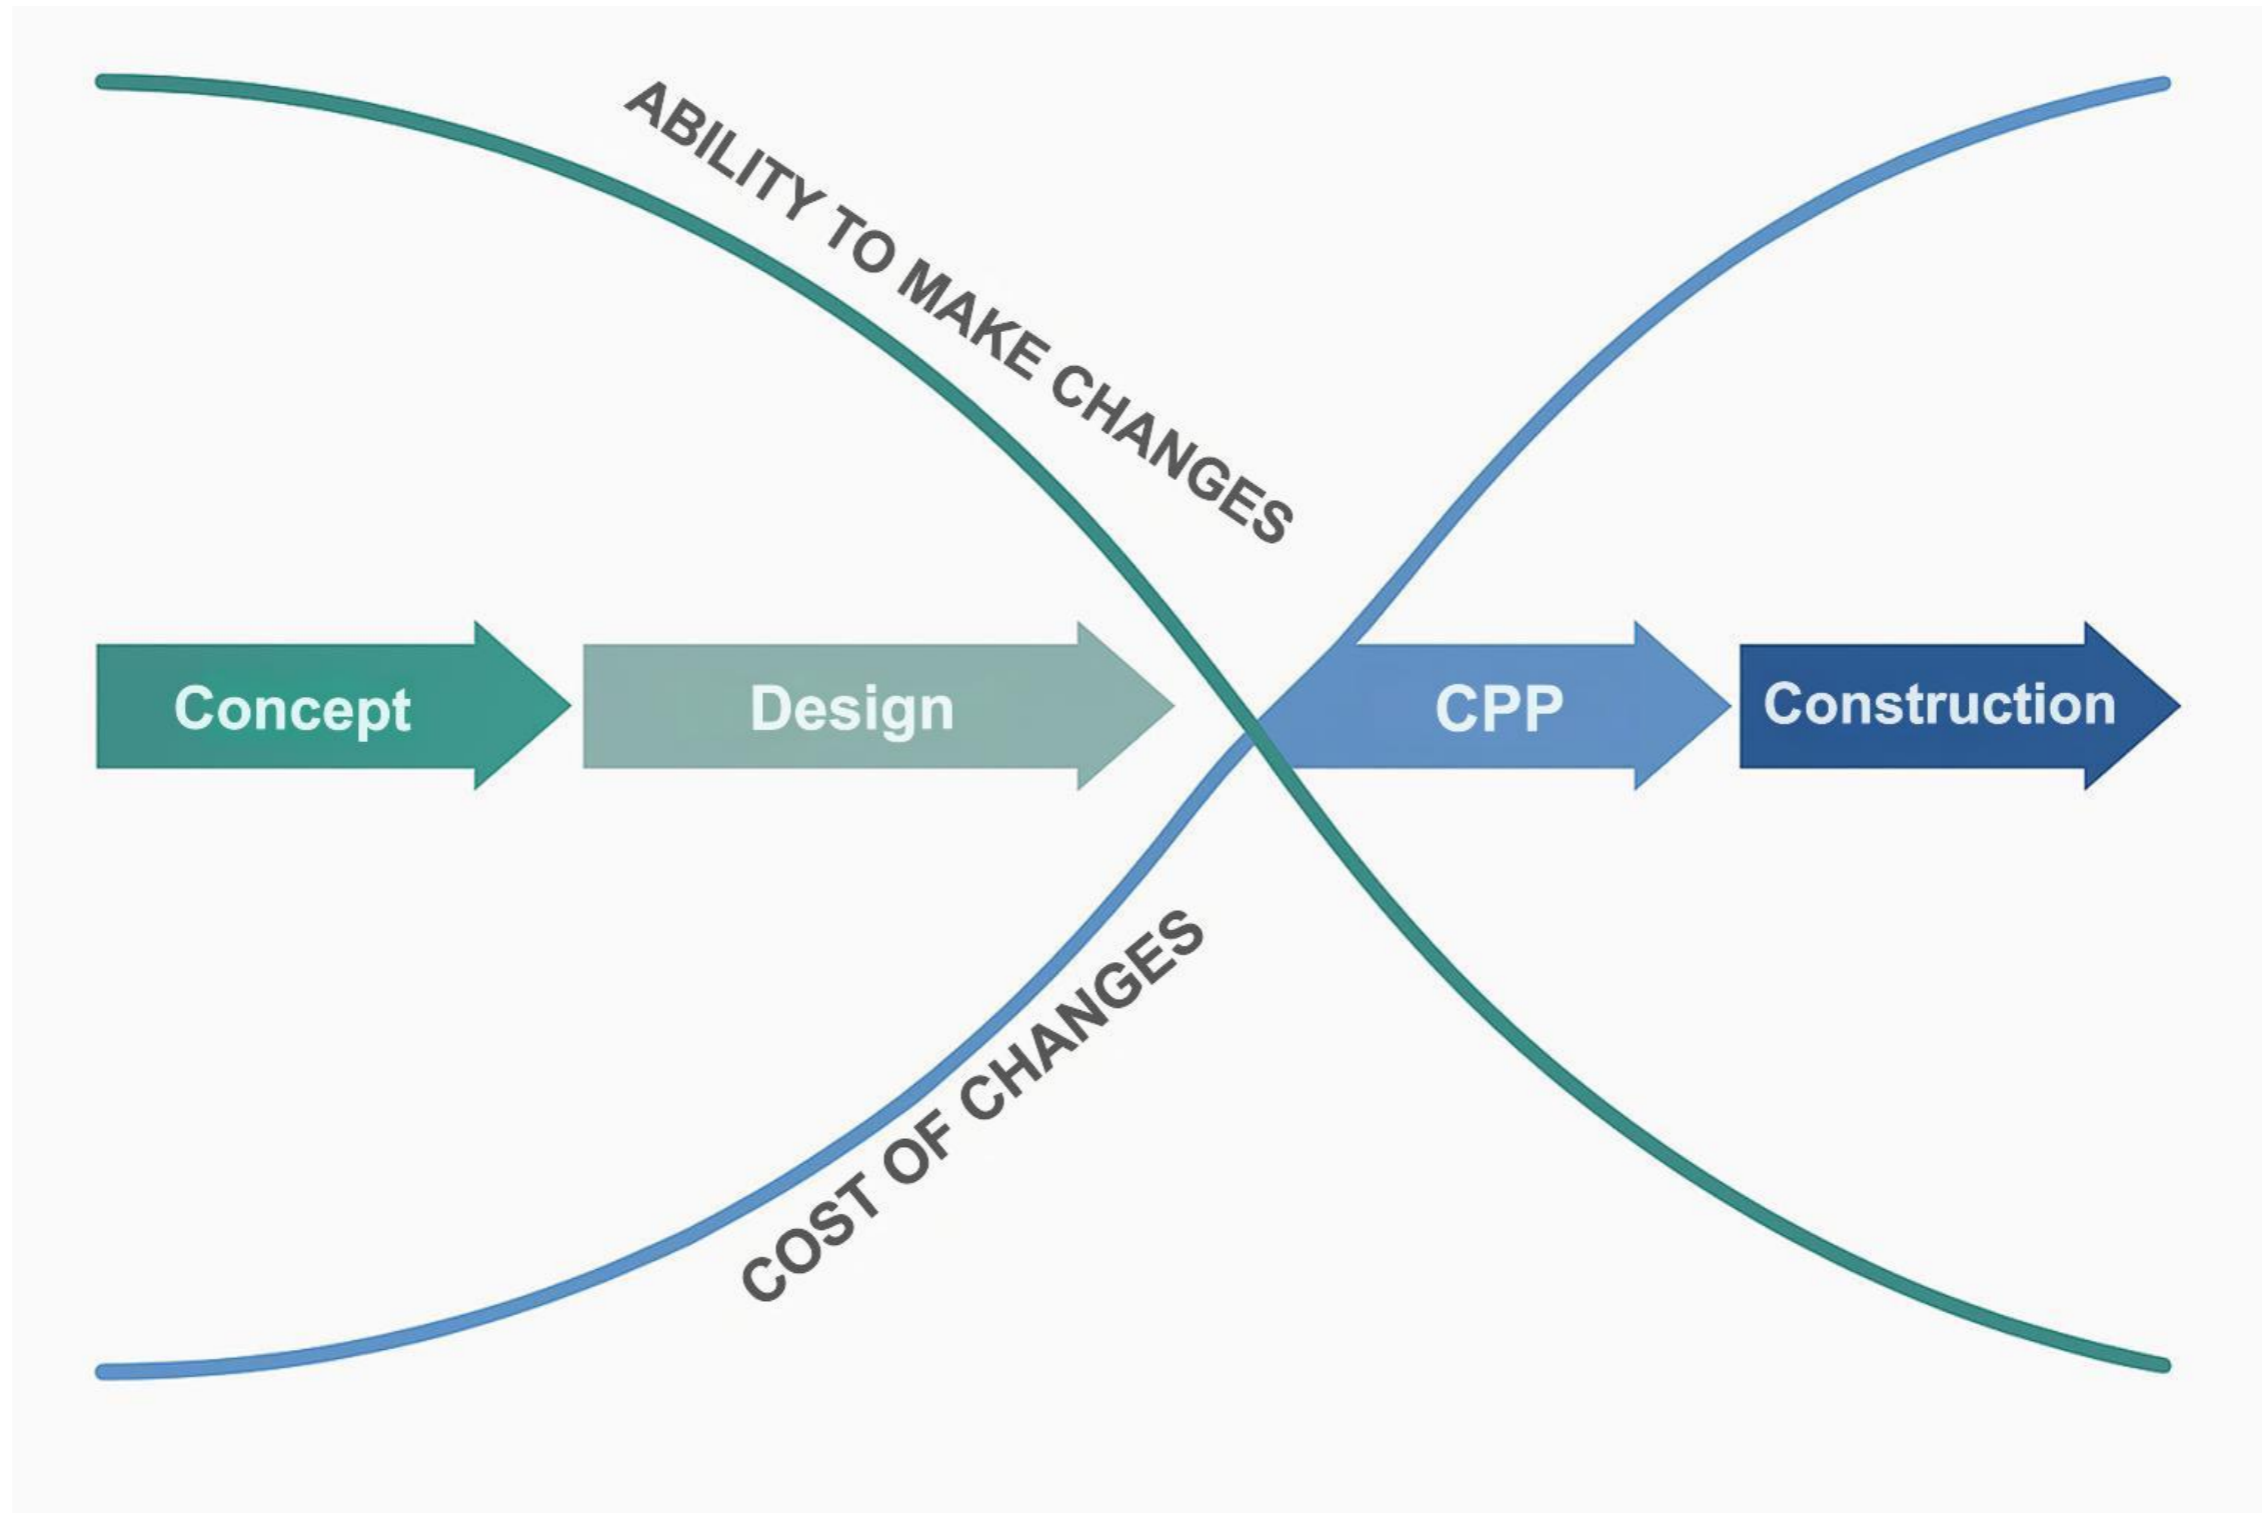 ABILITY TO MAKE CHANGES
Concept
Design
CPP
Construction
COST OF CHANGES